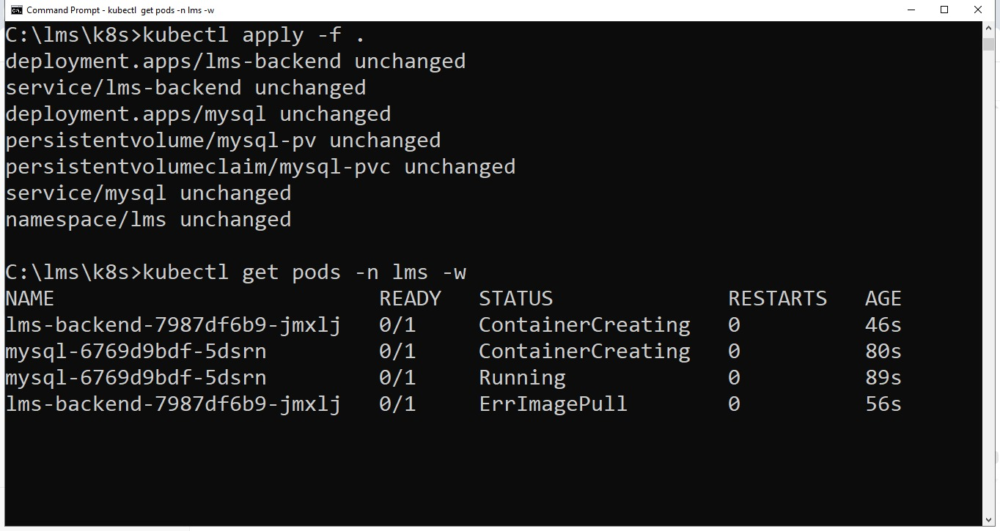 Command Prompt - kubectl  get pods -n lms -w
C:\lms\k8s>kubectl apply -f .
deployment.apps/lms-backend unchanged
service/lms-backend unchanged
deployment.apps/mysql unchanged
persistentvolume/mysql-pv unchanged
persistentvolumeclaim/mysql-pvc unchanged
service/mysql unchanged
namespace/lms unchanged
C:\lms\k8s>kubectl get pods -n lms -w
NAME                          READY   STATUS              RESTARTS   AGE
lms-backend-7987df6b9-jmxlj   0/1     ContainerCreating   0          46s
mysql-6769d9bdf-5dsrn         0/1     ContainerCreating   0          80s
mysql-6769d9bdf-5dsrn         0/1     Running             0          89s
lms-backend-7987df6b9-jmxlj   0/1     ErrImagePull        0          56s